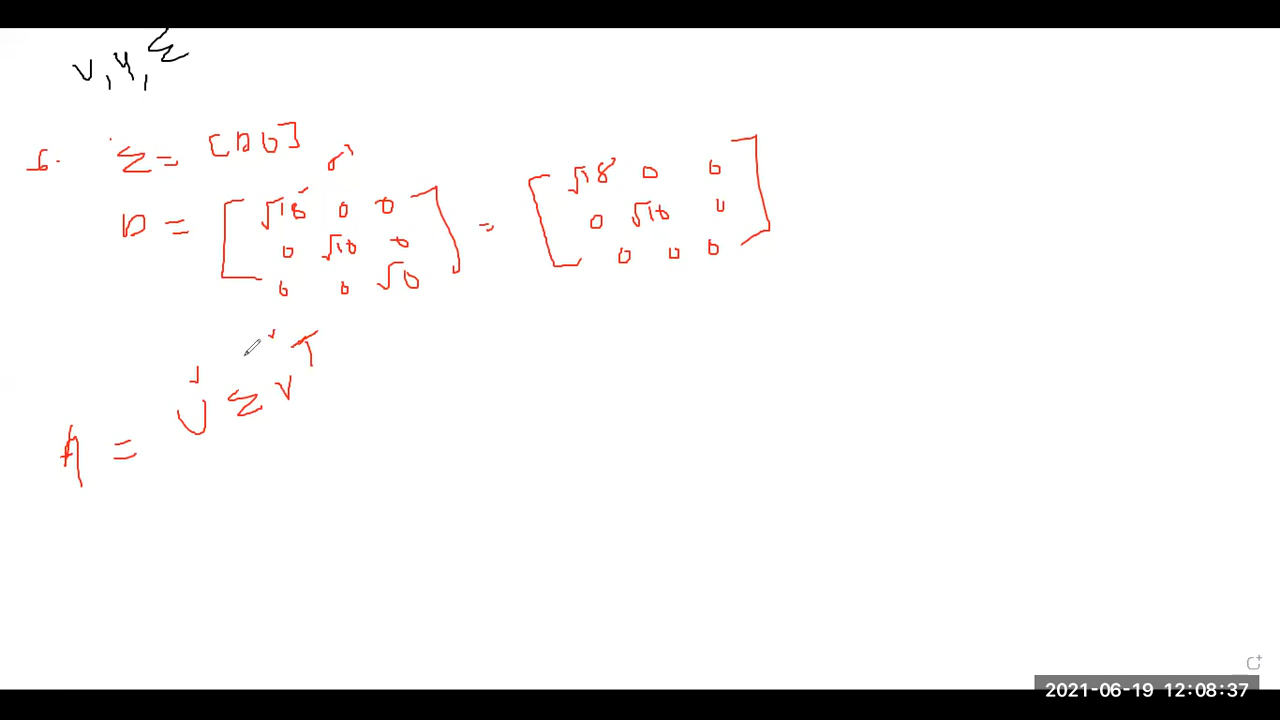 V, U, Σ
5. Σ = [D 0]
D = [√18 0 0 0 √10 0 0 0 √0] = [√18 0 0 0 √10 0 0 0 0]
A = U Σ V^T
2021-06-19 12:08:37